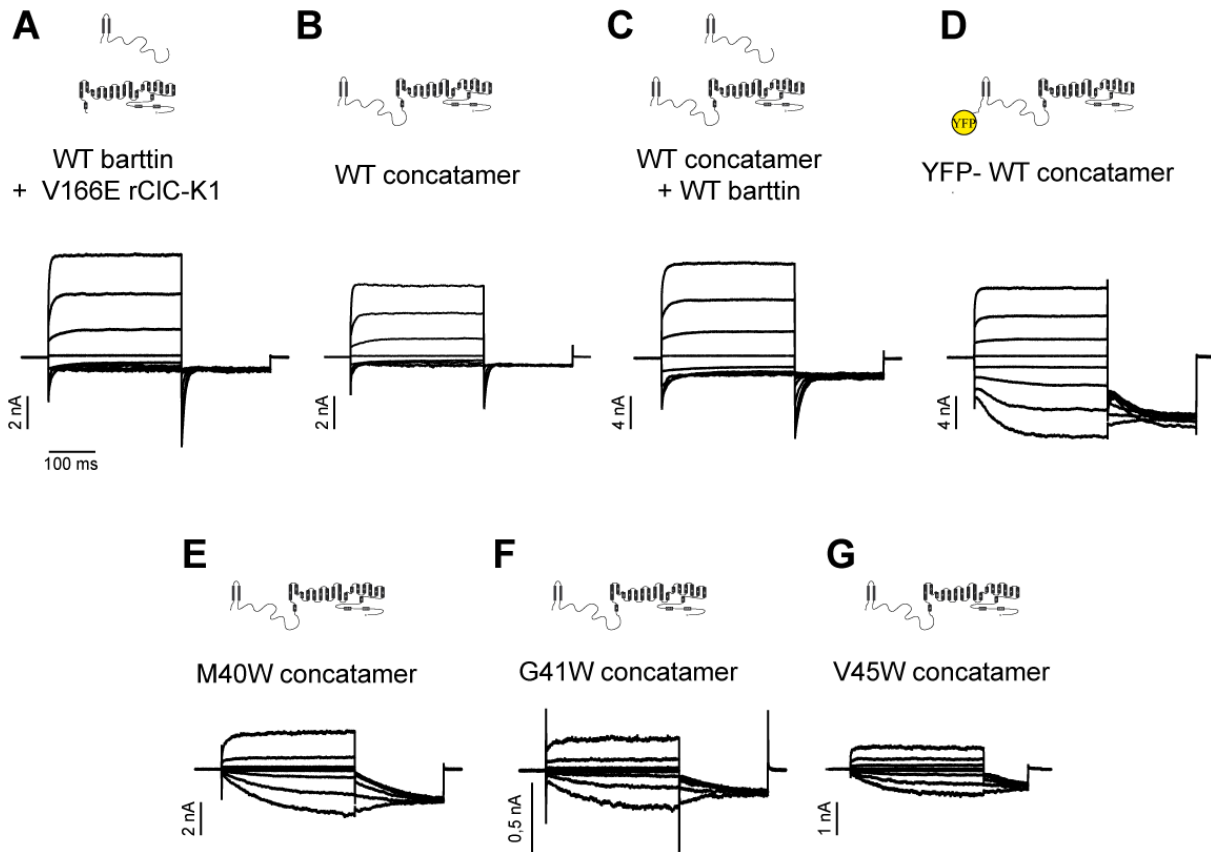 A
B
C
D
YFP
WT barttin
+ V166E rClC-K1
WT concatamer
WT concatamer
+ WT barttin
YFP- WT concatamer
2 nA
100 ms
2 nA
4 nA
4 nA
E
F
G
M40W concatamer
G41W concatamer
V45W concatamer
2 nA
0,5 nA
1 nA